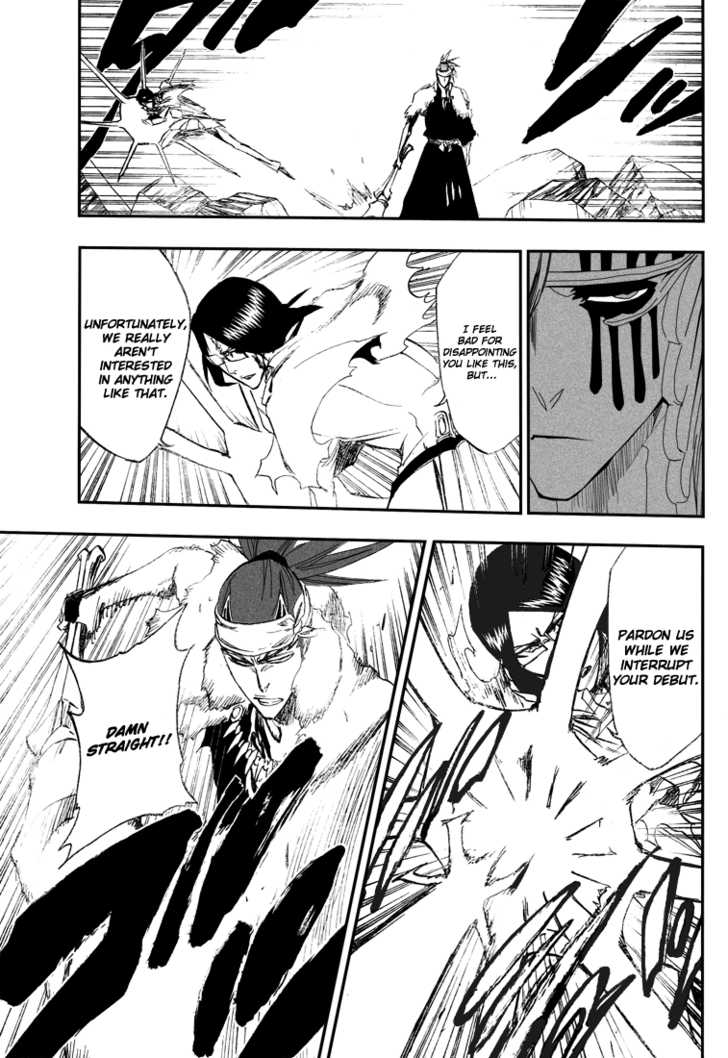 I FEEL
BAD FOR
DISAPPOINTING
YOU LIKE THIS,
BUT...
UNFORTUNATELY,
WE REALLY
AREN'T
INTERESTED
IN ANYTHING
LIKE THAT.
PARDON US
WHILE WE
INTERRUPT
YOUR DEBUT.
DAMN
STRAIGHT!!